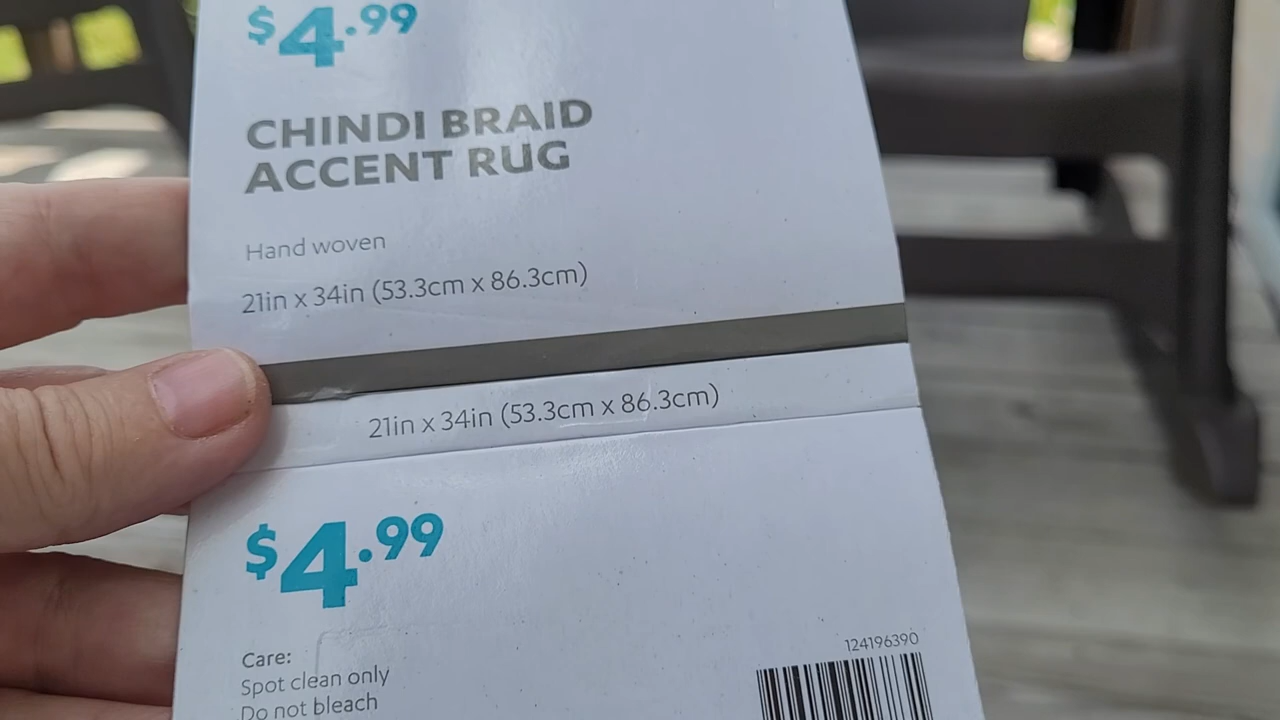 $4.99
CHINDI BRAID
ACCENT RUG
Hand woven
21in x 34in (53.3cm x 86.3cm)
21in x 34in (53.3cm x 86.3cm)
$4.99
Care:
Spot clean only
Do not bleach
124196390